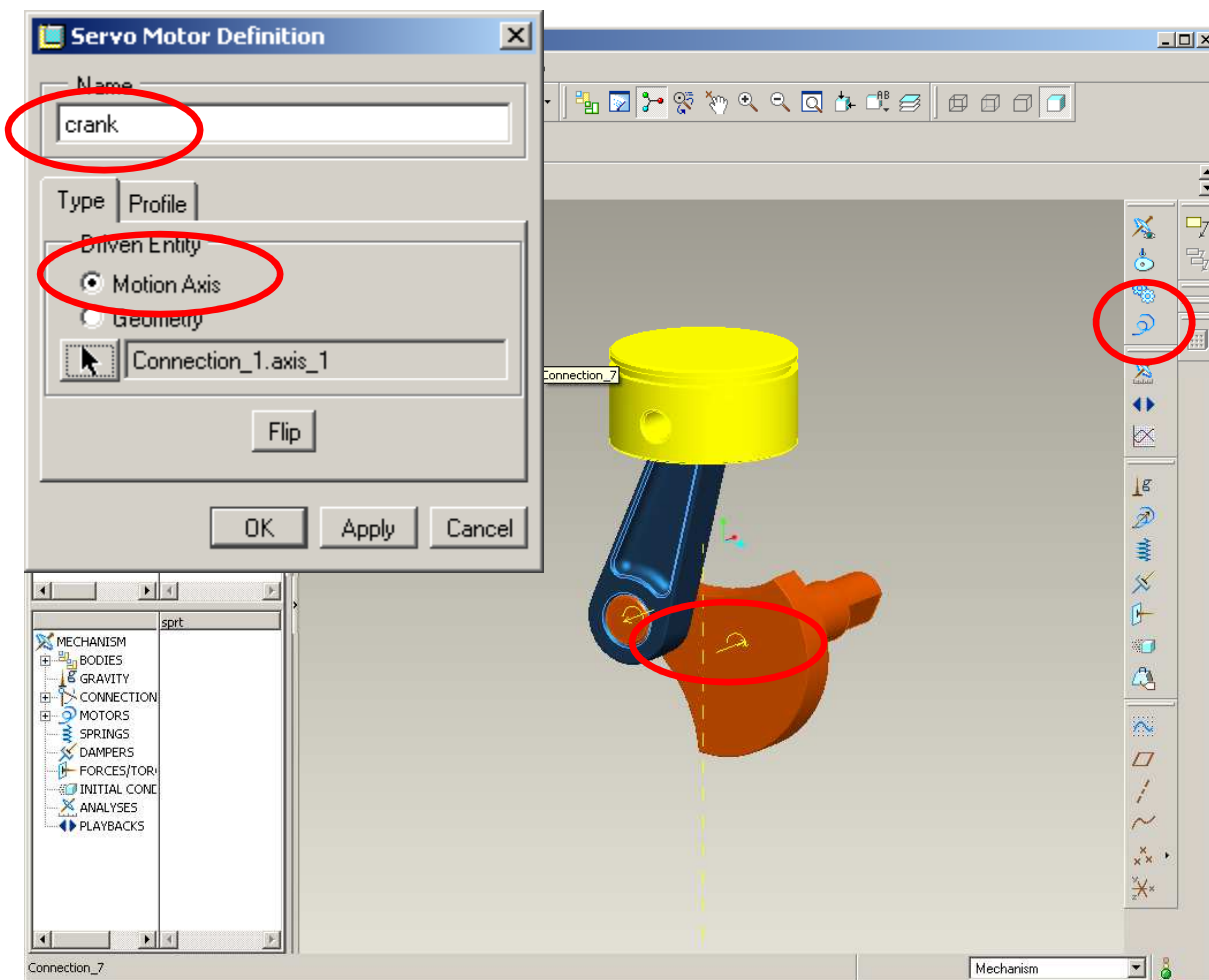 Servo Motor Definition
Name
crank
Type
Profile
Driven Entity
Motion Axis
Geometry
Connection_1.axis_1
Flip
OK
Apply
Cancel
Connection_7
sprt
MECHANISM
BODIES
GRAVITY
CONNECTION
MOTORS
SPRINGS
DAMPERS
FORCES/TOR
INITIAL COND
ANALYSES
PLAYBACKS
Connection_7
Mechanism